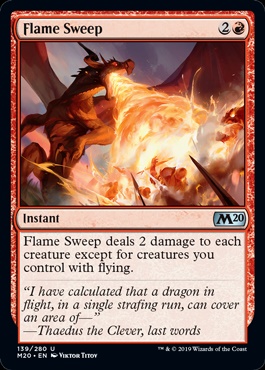 Flame Sweep 2
Instant M20
Flame Sweep deals 2 damage to each
creature except for creatures you
control with flying.
“I have calculated that a dragon in
flight, in a single strafing run, can cover
an area of—”
—Thaedus the Clever, last words
139/280 U
M20 • EN Viktor Titov
™ & © 2019 Wizards of the Coast